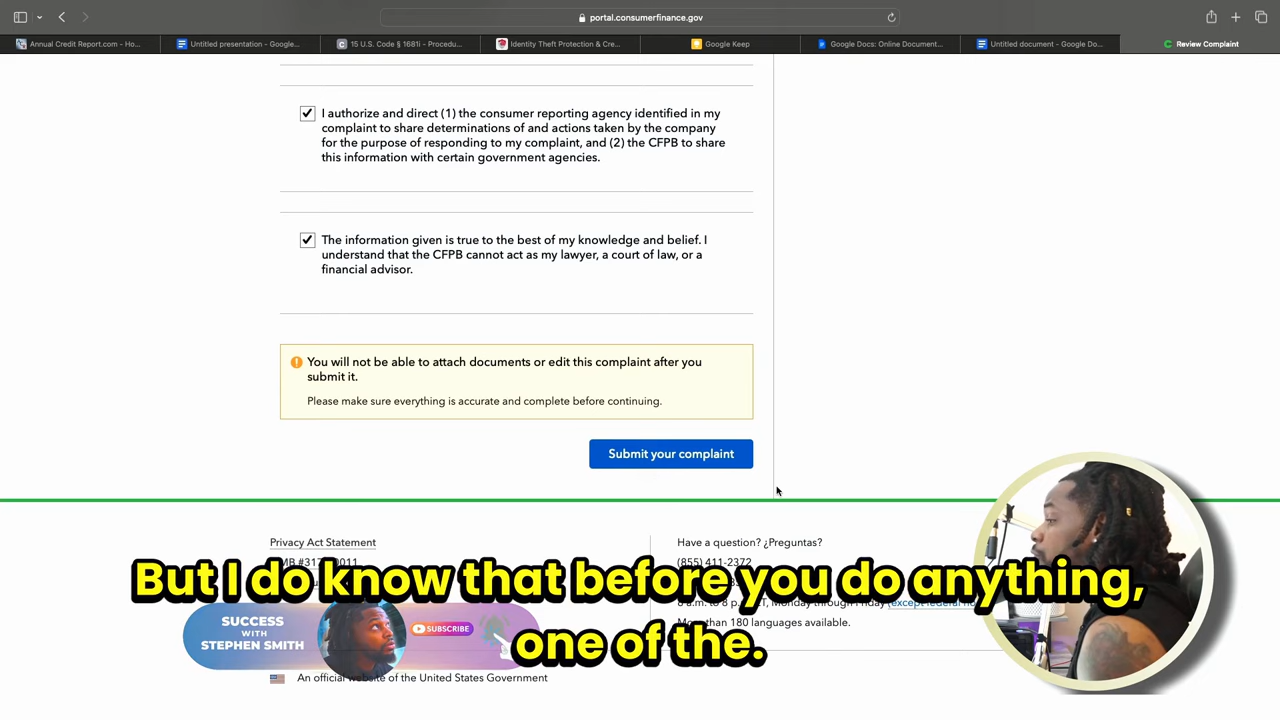 portal.consumerfinance.gov
Annual Credit Report.com - Ho...
Untitled presentation - Google...
15 U.S. Code § 1681i - Procedu...
Identity Theft Protection & Cre...
Google Keep
Google Docs: Online Document...
Untitled document - Google Do...
Review Complaint
I authorize and direct (1) the consumer reporting agency identified in my
complaint to share determinations of and actions taken by the company
for the purpose of responding to my complaint, and (2) the CFPB to share
this information with certain government agencies.
The information given is true to the best of my knowledge and belief. I
understand that the CFPB cannot act as my lawyer, a court of law, or a
financial advisor.
You will not be able to attach documents or edit this complaint after you
submit it.
Please make sure everything is accurate and complete before continuing.
Submit your complaint
Privacy Act Statement
Have a question? ¿Preguntas?
(855) 411-2372
But I do know that before you do anything,
one of the.
More than 180 languages available.
SUCCESS
WITH
STEPHEN SMITH
SUBSCRIBE
An official website of the United States Government